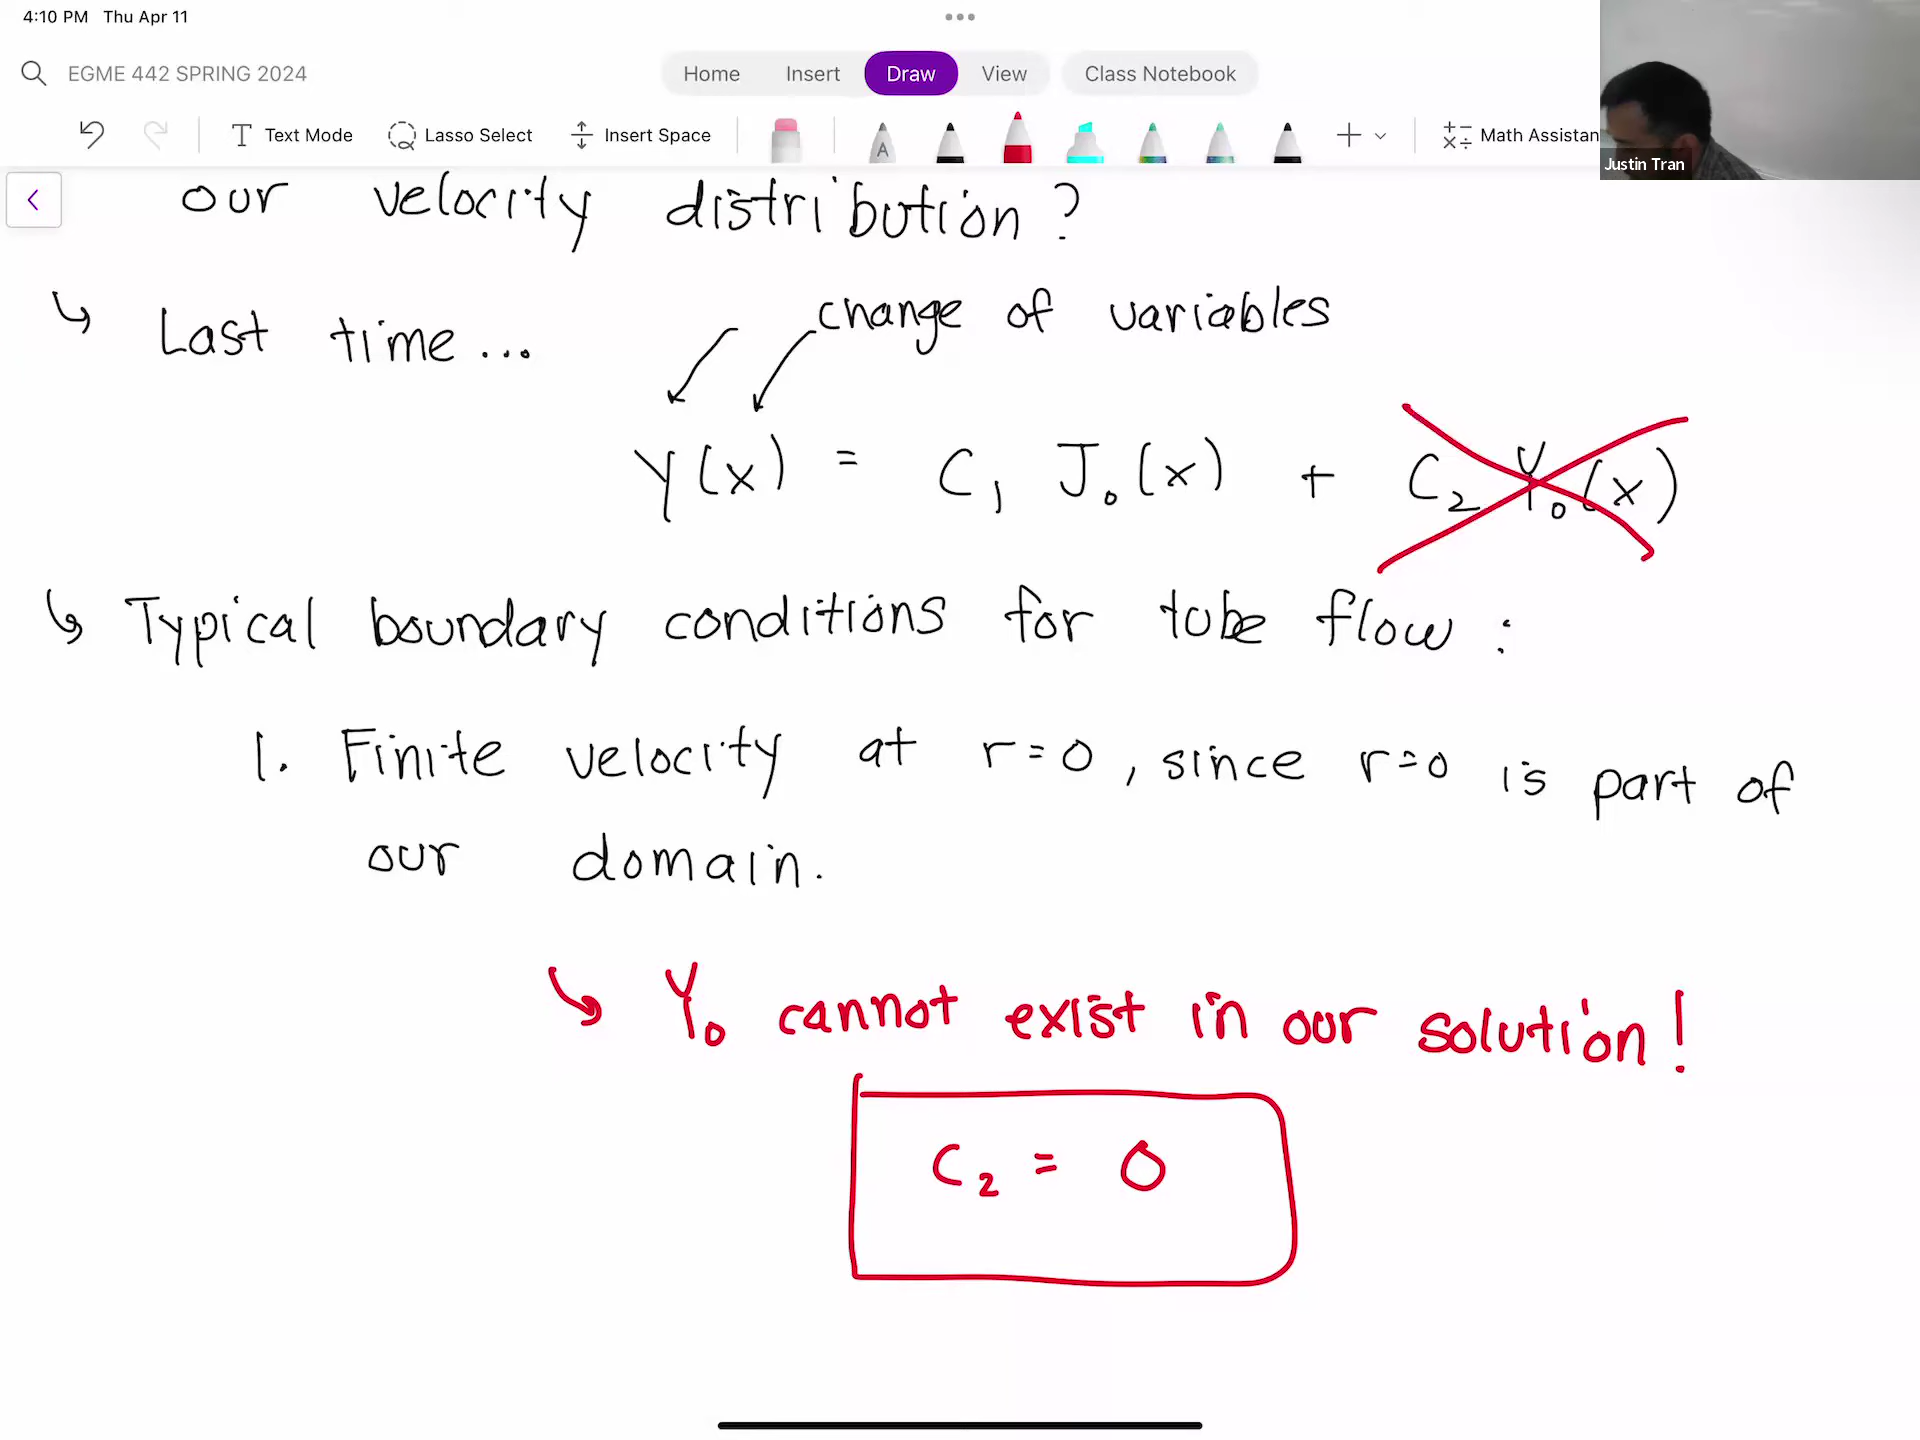 4:10 PM Thu Apr 11
EGME 442 SPRING 2024
Home Insert Draw View Class Notebook
Text Mode Lasso Select Insert Space A Math Assistan
Justin Tran
our velocity distribution?
Last time...
change of variables
Y(x) = C₁ J₀(x) + C₂ Y₀(x)
Typical boundary conditions for tube flow:
1. Finite velocity at r=0, since r=0 is part of
our domain.
Y₀ cannot exist in our solution!
C₂ = 0